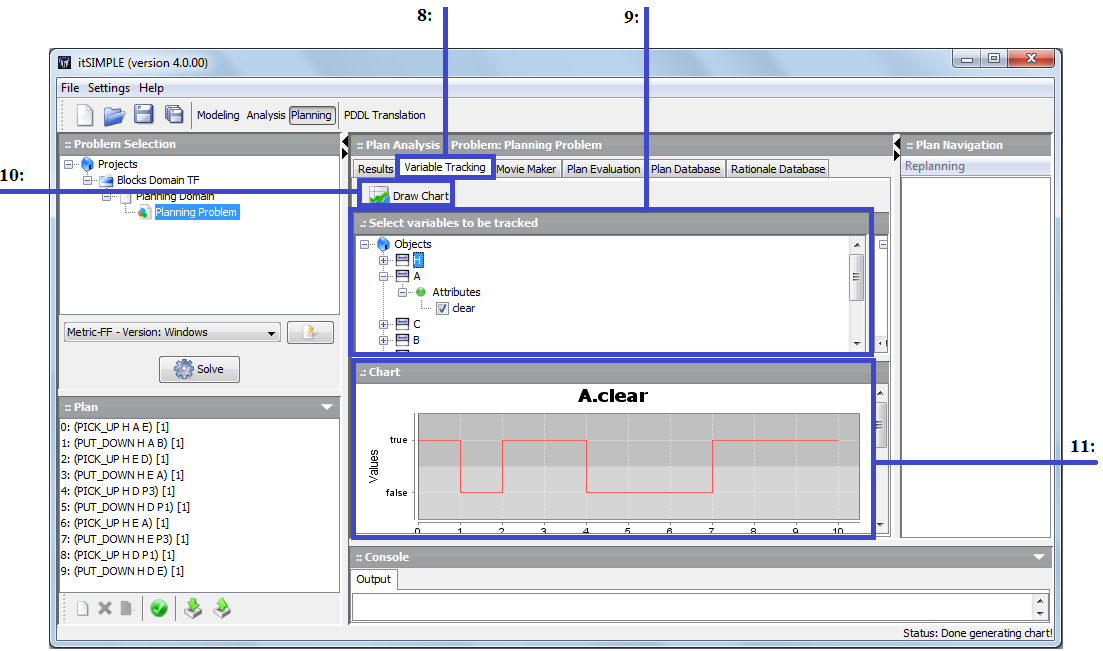 8:
9:
itSIMPLE (version 4.0.00)
File Settings Help
Modeling Analysis Planning PDDL Translation
:: Problem Selection
:: Plan Analysis Problem: Planning Problem
:: Plan Navigation
10:
Projects
Blocks Domain TF
Planning Domain
Planning Problem
Results Variable Tracking Movie Maker Plan Evaluation Plan Database Rationale Database
Replanning
Draw Chart
.: Select variables to be tracked
Objects
H
A
Attributes
clear
C
B
Metric-FF - Version: Windows
Solve
.: Chart
A.clear
Values
true
false
0 1 2 3 4 5 6 7 8 9 10
11:
:: Plan
0: (PICK_UP H A E) [1]
1: (PUT_DOWN H A B) [1]
2: (PICK_UP H E D) [1]
3: (PUT_DOWN H E A) [1]
4: (PICK_UP H D P3) [1]
5: (PUT_DOWN H D P1) [1]
6: (PICK_UP H E A) [1]
7: (PUT_DOWN H E P3) [1]
8: (PICK_UP H D P1) [1]
9: (PUT_DOWN H D E) [1]
:: Console
Output
Status: Done generating chart!